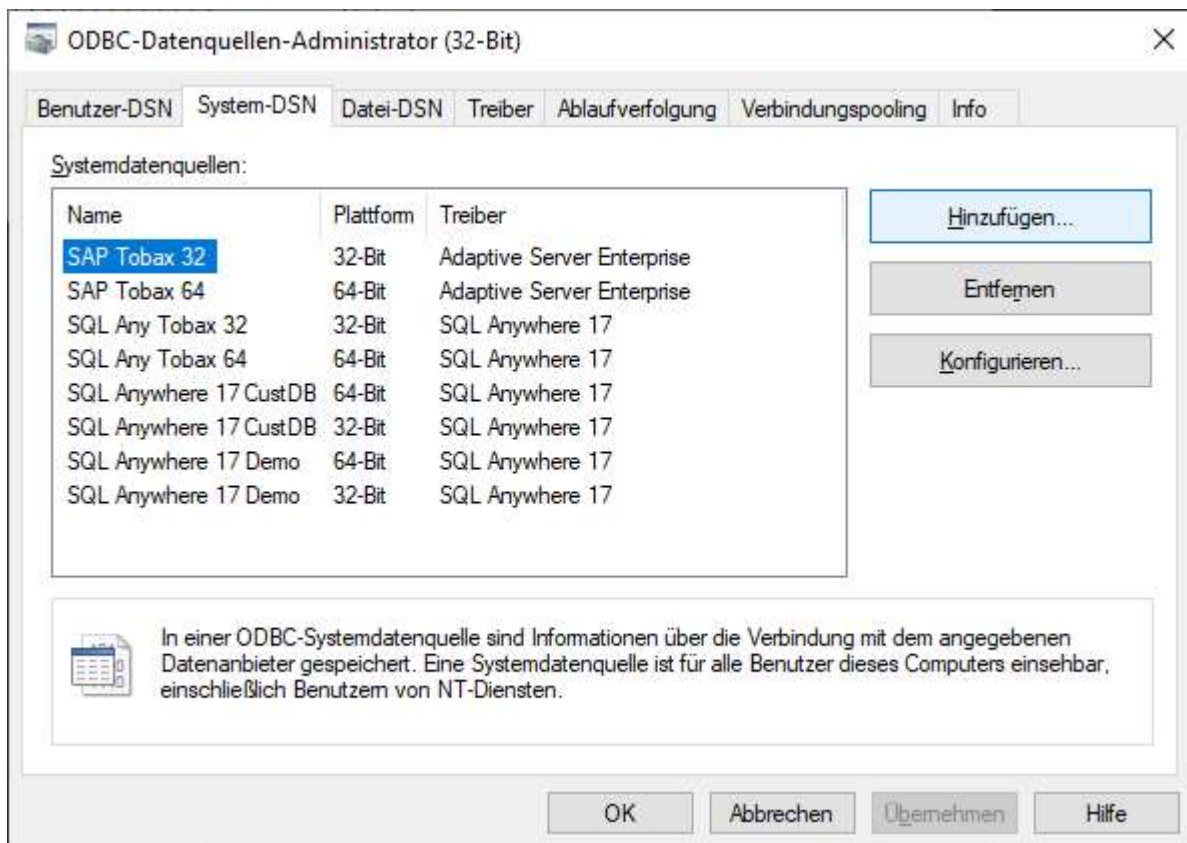 ODBC-Datenquellen-Administrator (32-Bit)
Benutzer-DSN System-DSN Datei-DSN Treiber Ablaufverfolgung Verbindungspooling Info
Systemdatenquellen:
Name Plattform Treiber
SAP Tobax 32 32-Bit Adaptive Server Enterprise
SAP Tobax 64 64-Bit Adaptive Server Enterprise
SQL Any Tobax 32 32-Bit SQL Anywhere 17
SQL Any Tobax 64 64-Bit SQL Anywhere 17
SQL Anywhere 17 CustDB 64-Bit SQL Anywhere 17
SQL Anywhere 17 CustDB 32-Bit SQL Anywhere 17
SQL Anywhere 17 Demo 64-Bit SQL Anywhere 17
SQL Anywhere 17 Demo 32-Bit SQL Anywhere 17
Hinzufügen...
Entfernen
Konfigurieren...
In einer ODBC-Systemdatenquelle sind Informationen über die Verbindung mit dem angegebenen
Datenanbieter gespeichert. Eine Systemdatenquelle ist für alle Benutzer dieses Computers einsehbar,
einschließlich Benutzern von NT-Diensten.
OK Abbrechen Übernehmen Hilfe